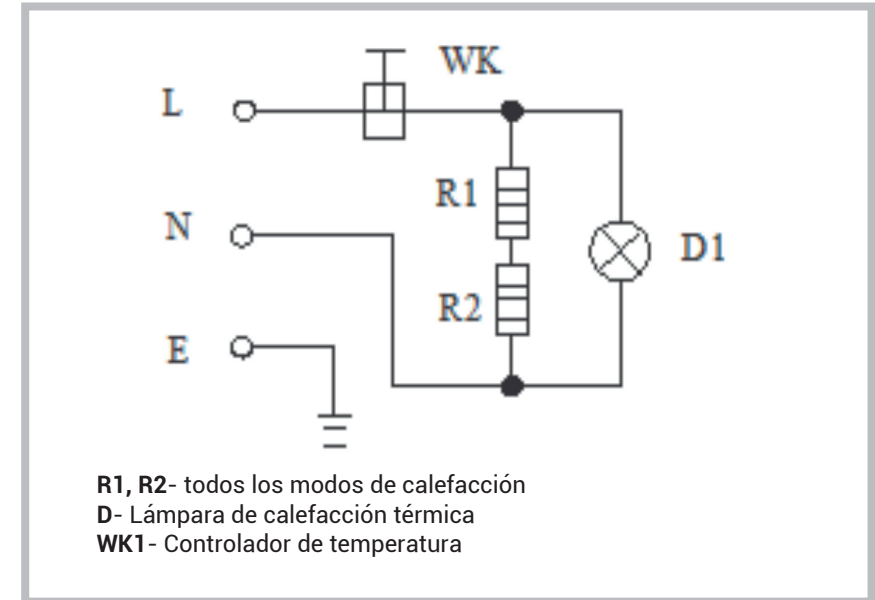 WK
L
R1
N
D1
R2
E
R1, R2- todos los modos de calefacción
D- Lámpara de calefacción térmica
WK1- Controlador de temperatura